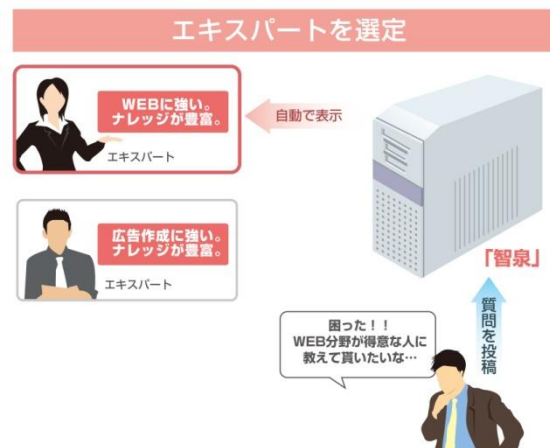 エキスパートを選定
WEBに強い。
ナレッジが豊富。
エキスパート
自動で表示
広告作成に強い。
ナレッジが豊富。
エキスパート
「智泉」
質問を投稿
困った！！
WEB分野が得意な人に
教えて貰いたいな…